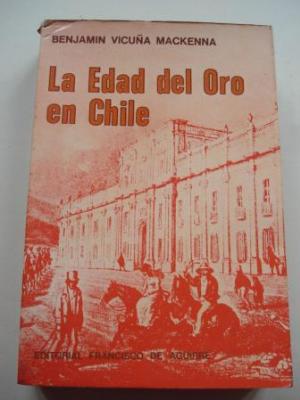 BENJAMIN VICUÑA MACKENNA
La Edad del Oro
en Chile
EDITORIAL FRANCISCO DE AGUIRRE